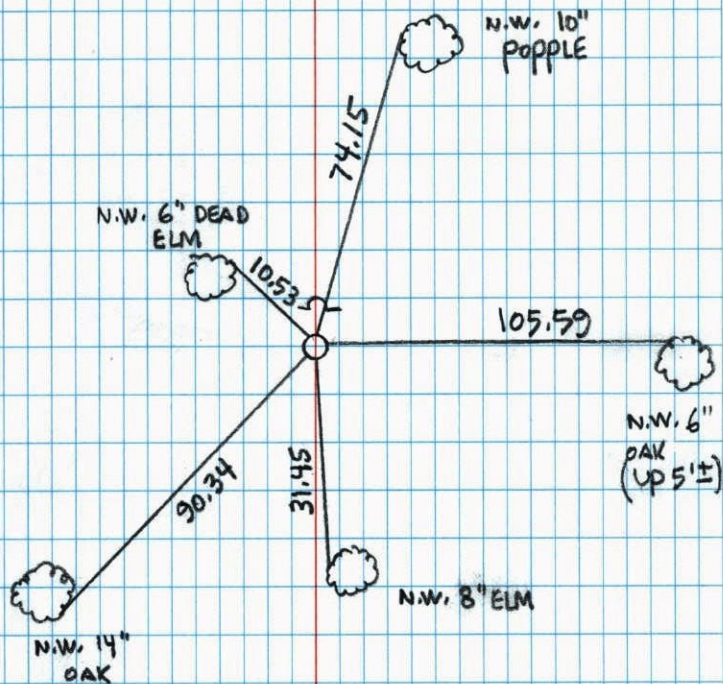 N.W. 10"
POPPLE
74.15
N.W. 6" DEAD
ELM
10.53
105.59
N.W. 6"
OAK
(UP 5'±)
31.45
90.34
N.W. 8" ELM
N.W. 14"
OAK